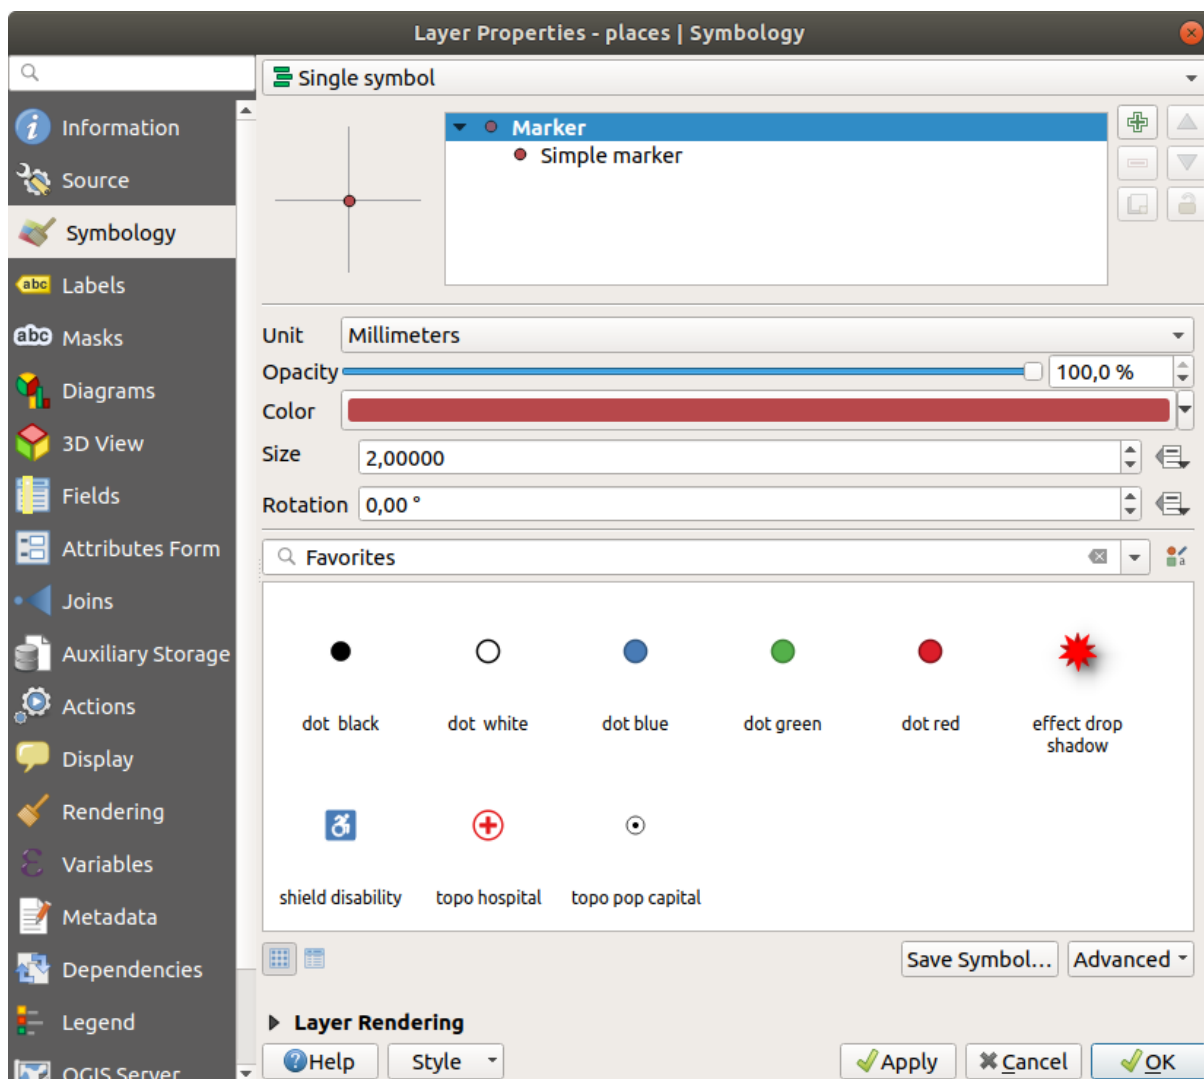 Layer Properties - places | Symbology
Single symbol
Information
Source
Symbology
abc Labels
abc Masks
Diagrams
3D View
Fields
Attributes Form
Joins
Auxiliary Storage
Actions
Display
Rendering
Variables
Metadata
Dependencies
Legend
QGIS Server
Marker
Simple marker
Unit Millimeters
Opacity 100,0 %
Color
Size 2,00000
Rotation 0,00 °
Favorites
dot black
dot white
dot blue
dot green
dot red
effect drop
shadow
shield disability
topo hospital
topo pop capital
Save Symbol...
Advanced
Layer Rendering
Help
Style
Apply
Cancel
OK